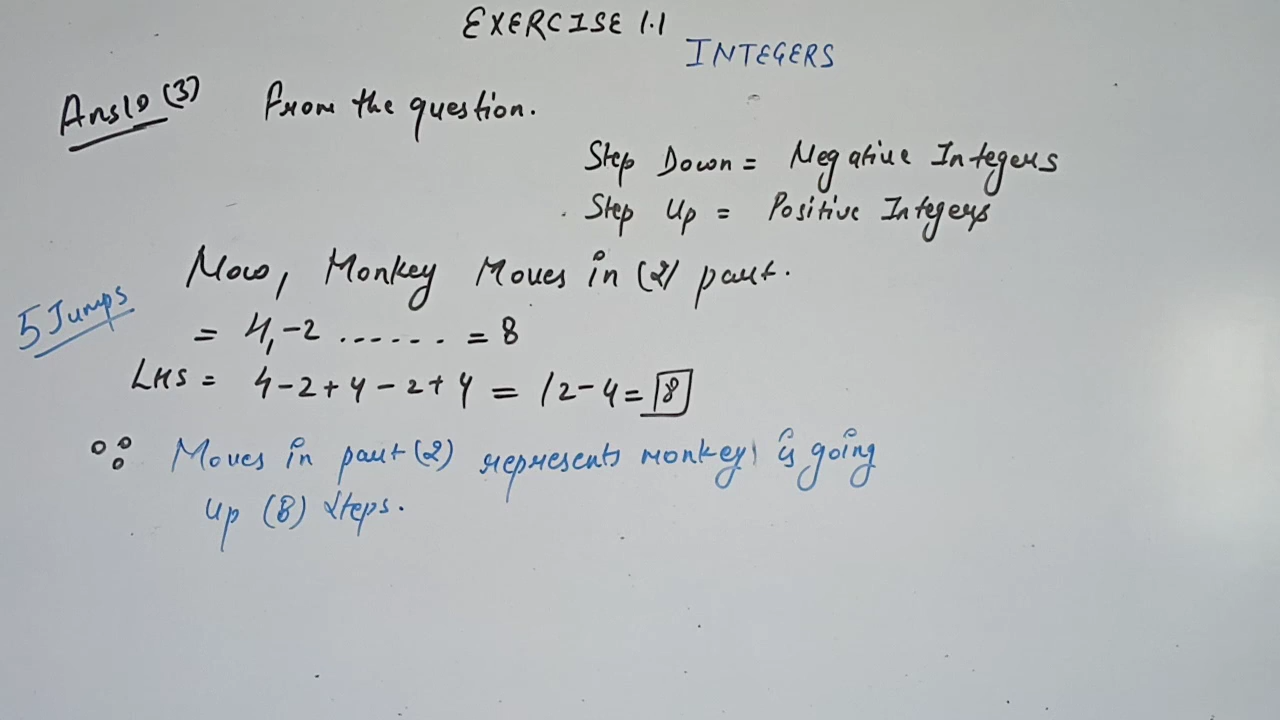 EXERCISE 1.1
INTEGERS
Ans10 (3) From the question.
Step Down = Negative Integers
Step Up = Positive Integers
Now, Monkey Moves in (2) part.
5 Jumps
= 4, -2 ...... = 8
LHS = 4 - 2 + 4 - 2 + 4 = 12 - 4 = 8
∴ Moves in part (2) represents monkey is going
up (8) steps.